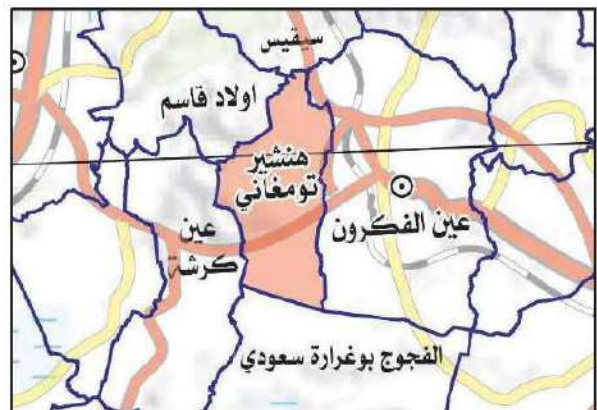 سيقيس
اولاد قاسم
هنشير
تومغاني
عين الفكرون
عين
كرشة
الفجوج بوغرارة سعودي